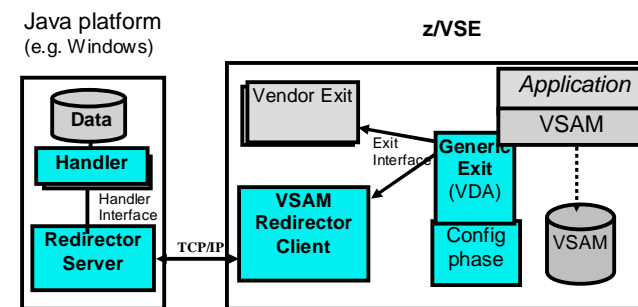 Java platform
(e.g. Windows)
z/VSE
Data
Handler
Handler
Interface
Redirector
Server
TCP/IP
Vendor Exit
Exit
Interface
VSAM
Redirector
Client
Generic
Exit
(VDA)
Config
phase
Application
VSAM
VSAM